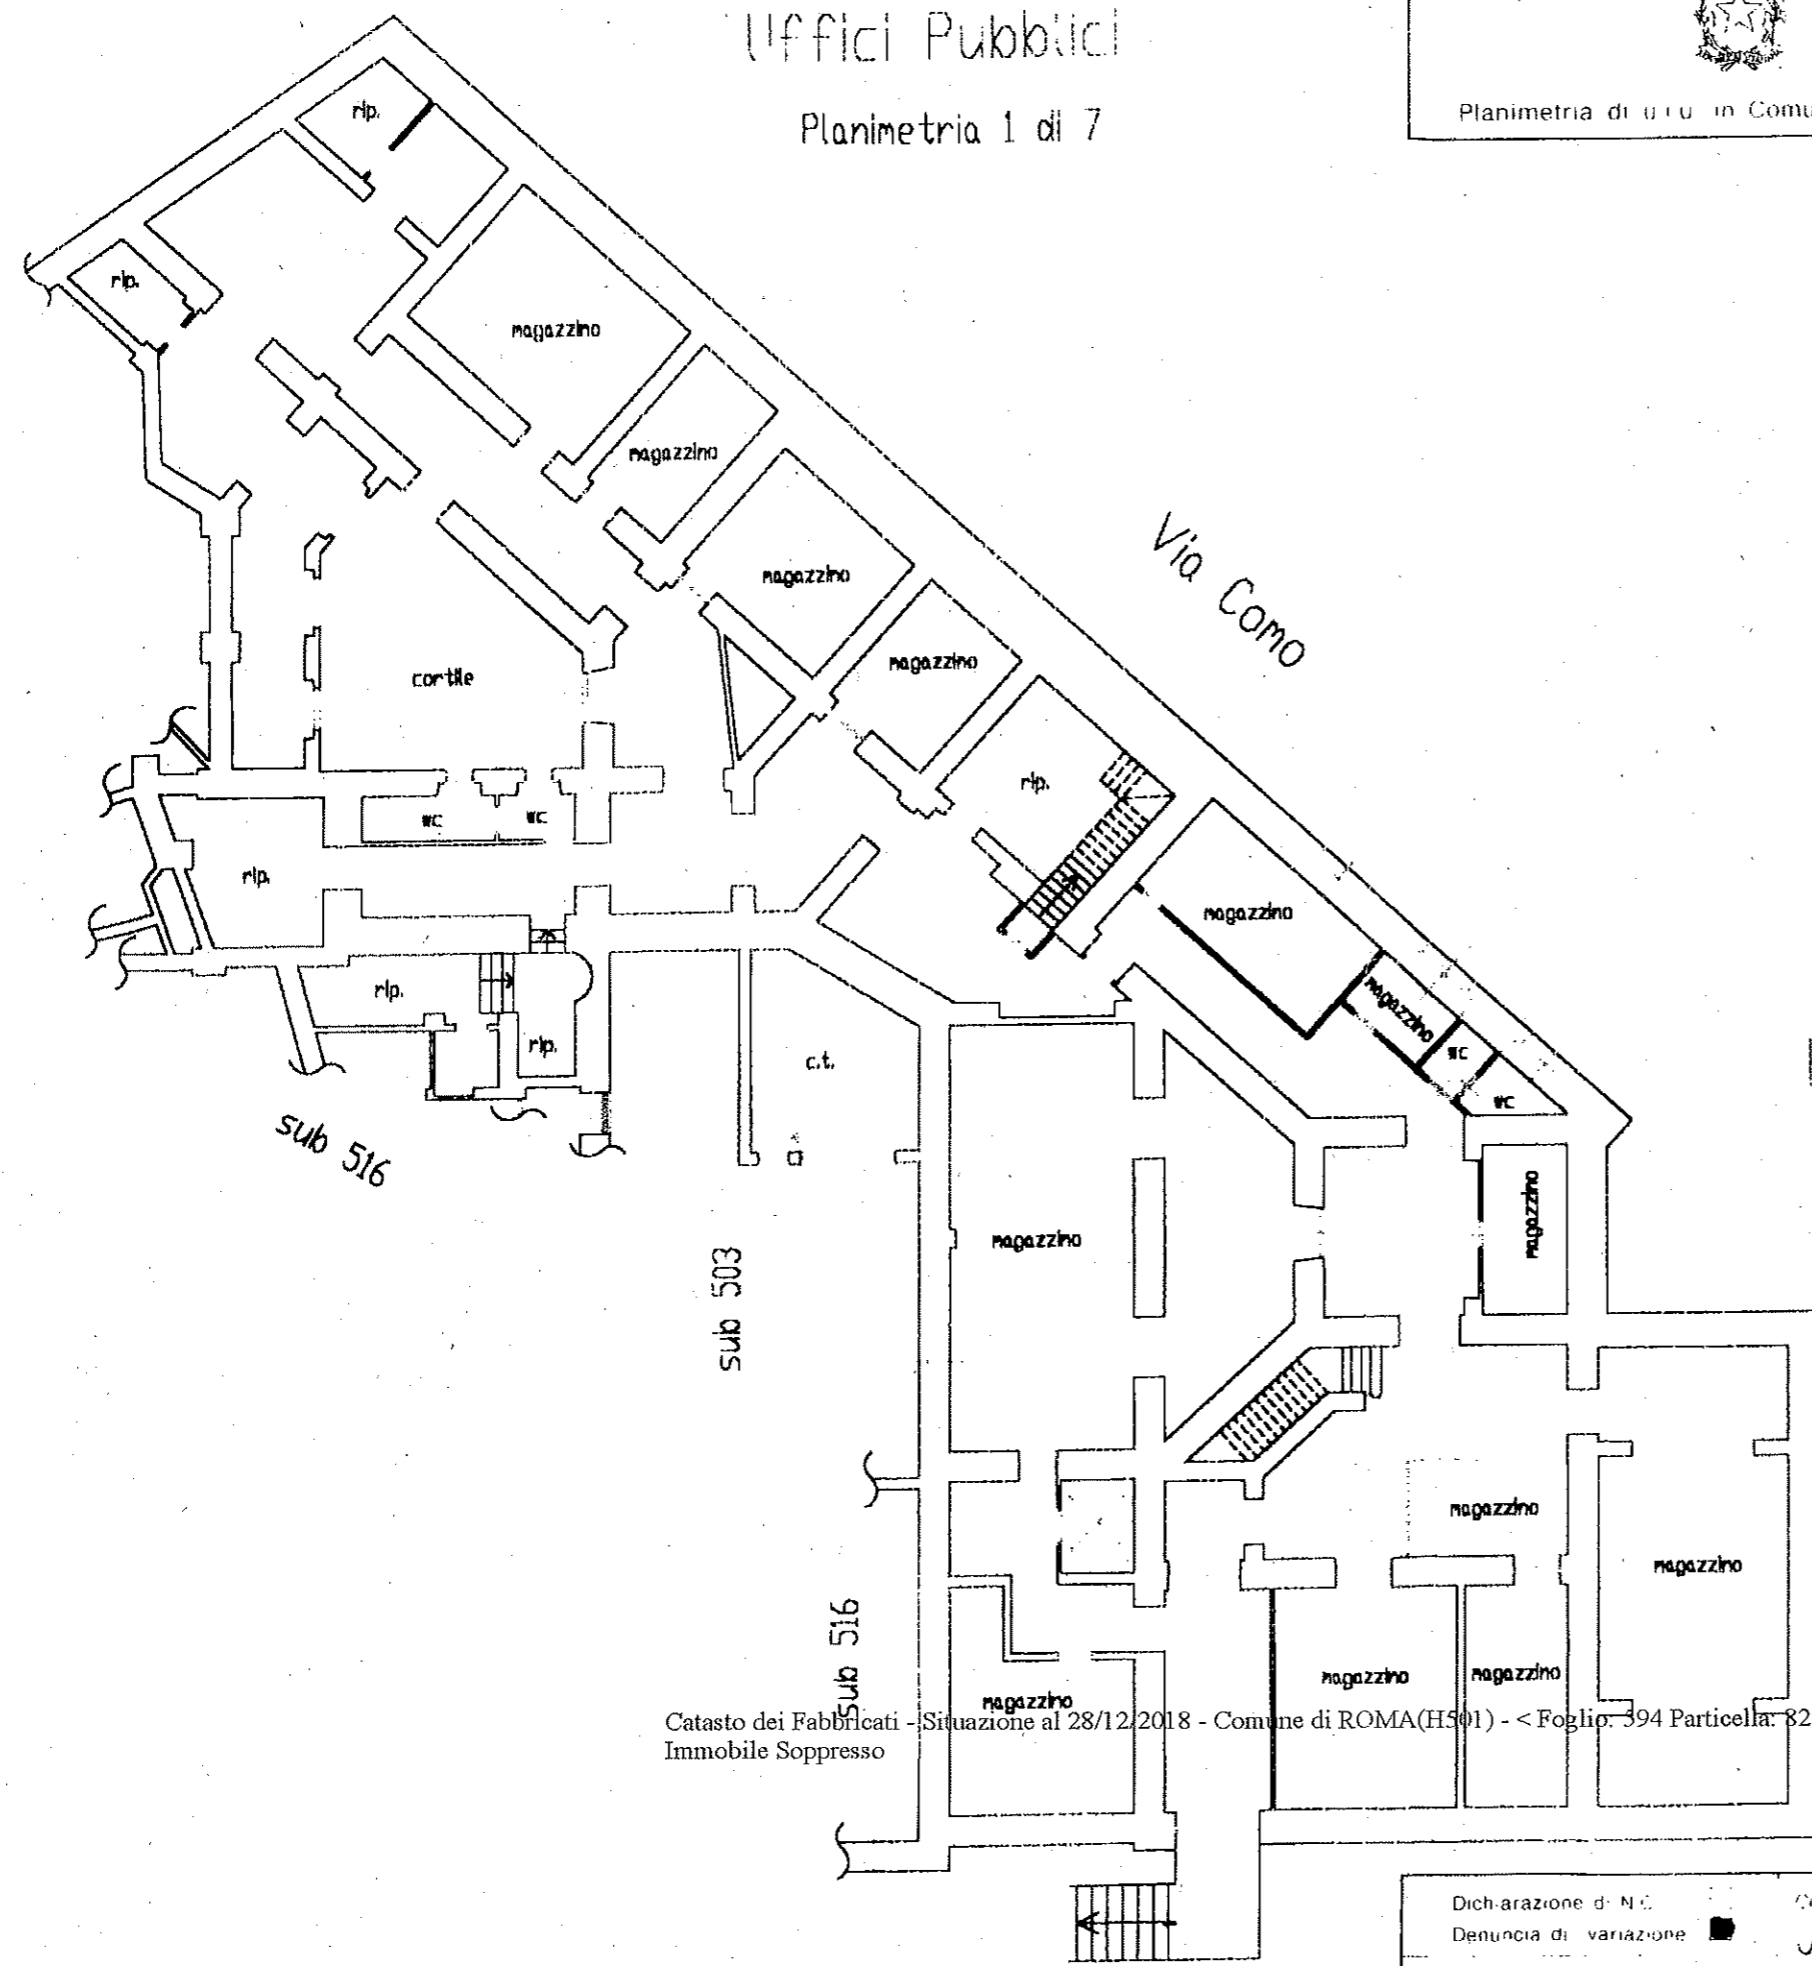 Uffici Pubblici
Planimetria 1 di 7
Planimetria di u.i.u. in
rip.
rip.
magazzino
magazzino
magazzino
magazzino
Via Como
cortile
wc
wc
rip.
rip.
rip.
rip.
magazzino
magazzino
wc
wc
c.t.
magazzino
magazzino
sub 516
sub 503
magazzino
magazzino
sub 516
magazzino
magazzino
magazzino
Catasto dei Fabbricati - Situazione al 28/12/2018 - Comune di ROMA(H501) - < Foglio: 394 Particella: 82
Immobile Soppresso
Dichiarazione di N.C.
Denuncia di variazione